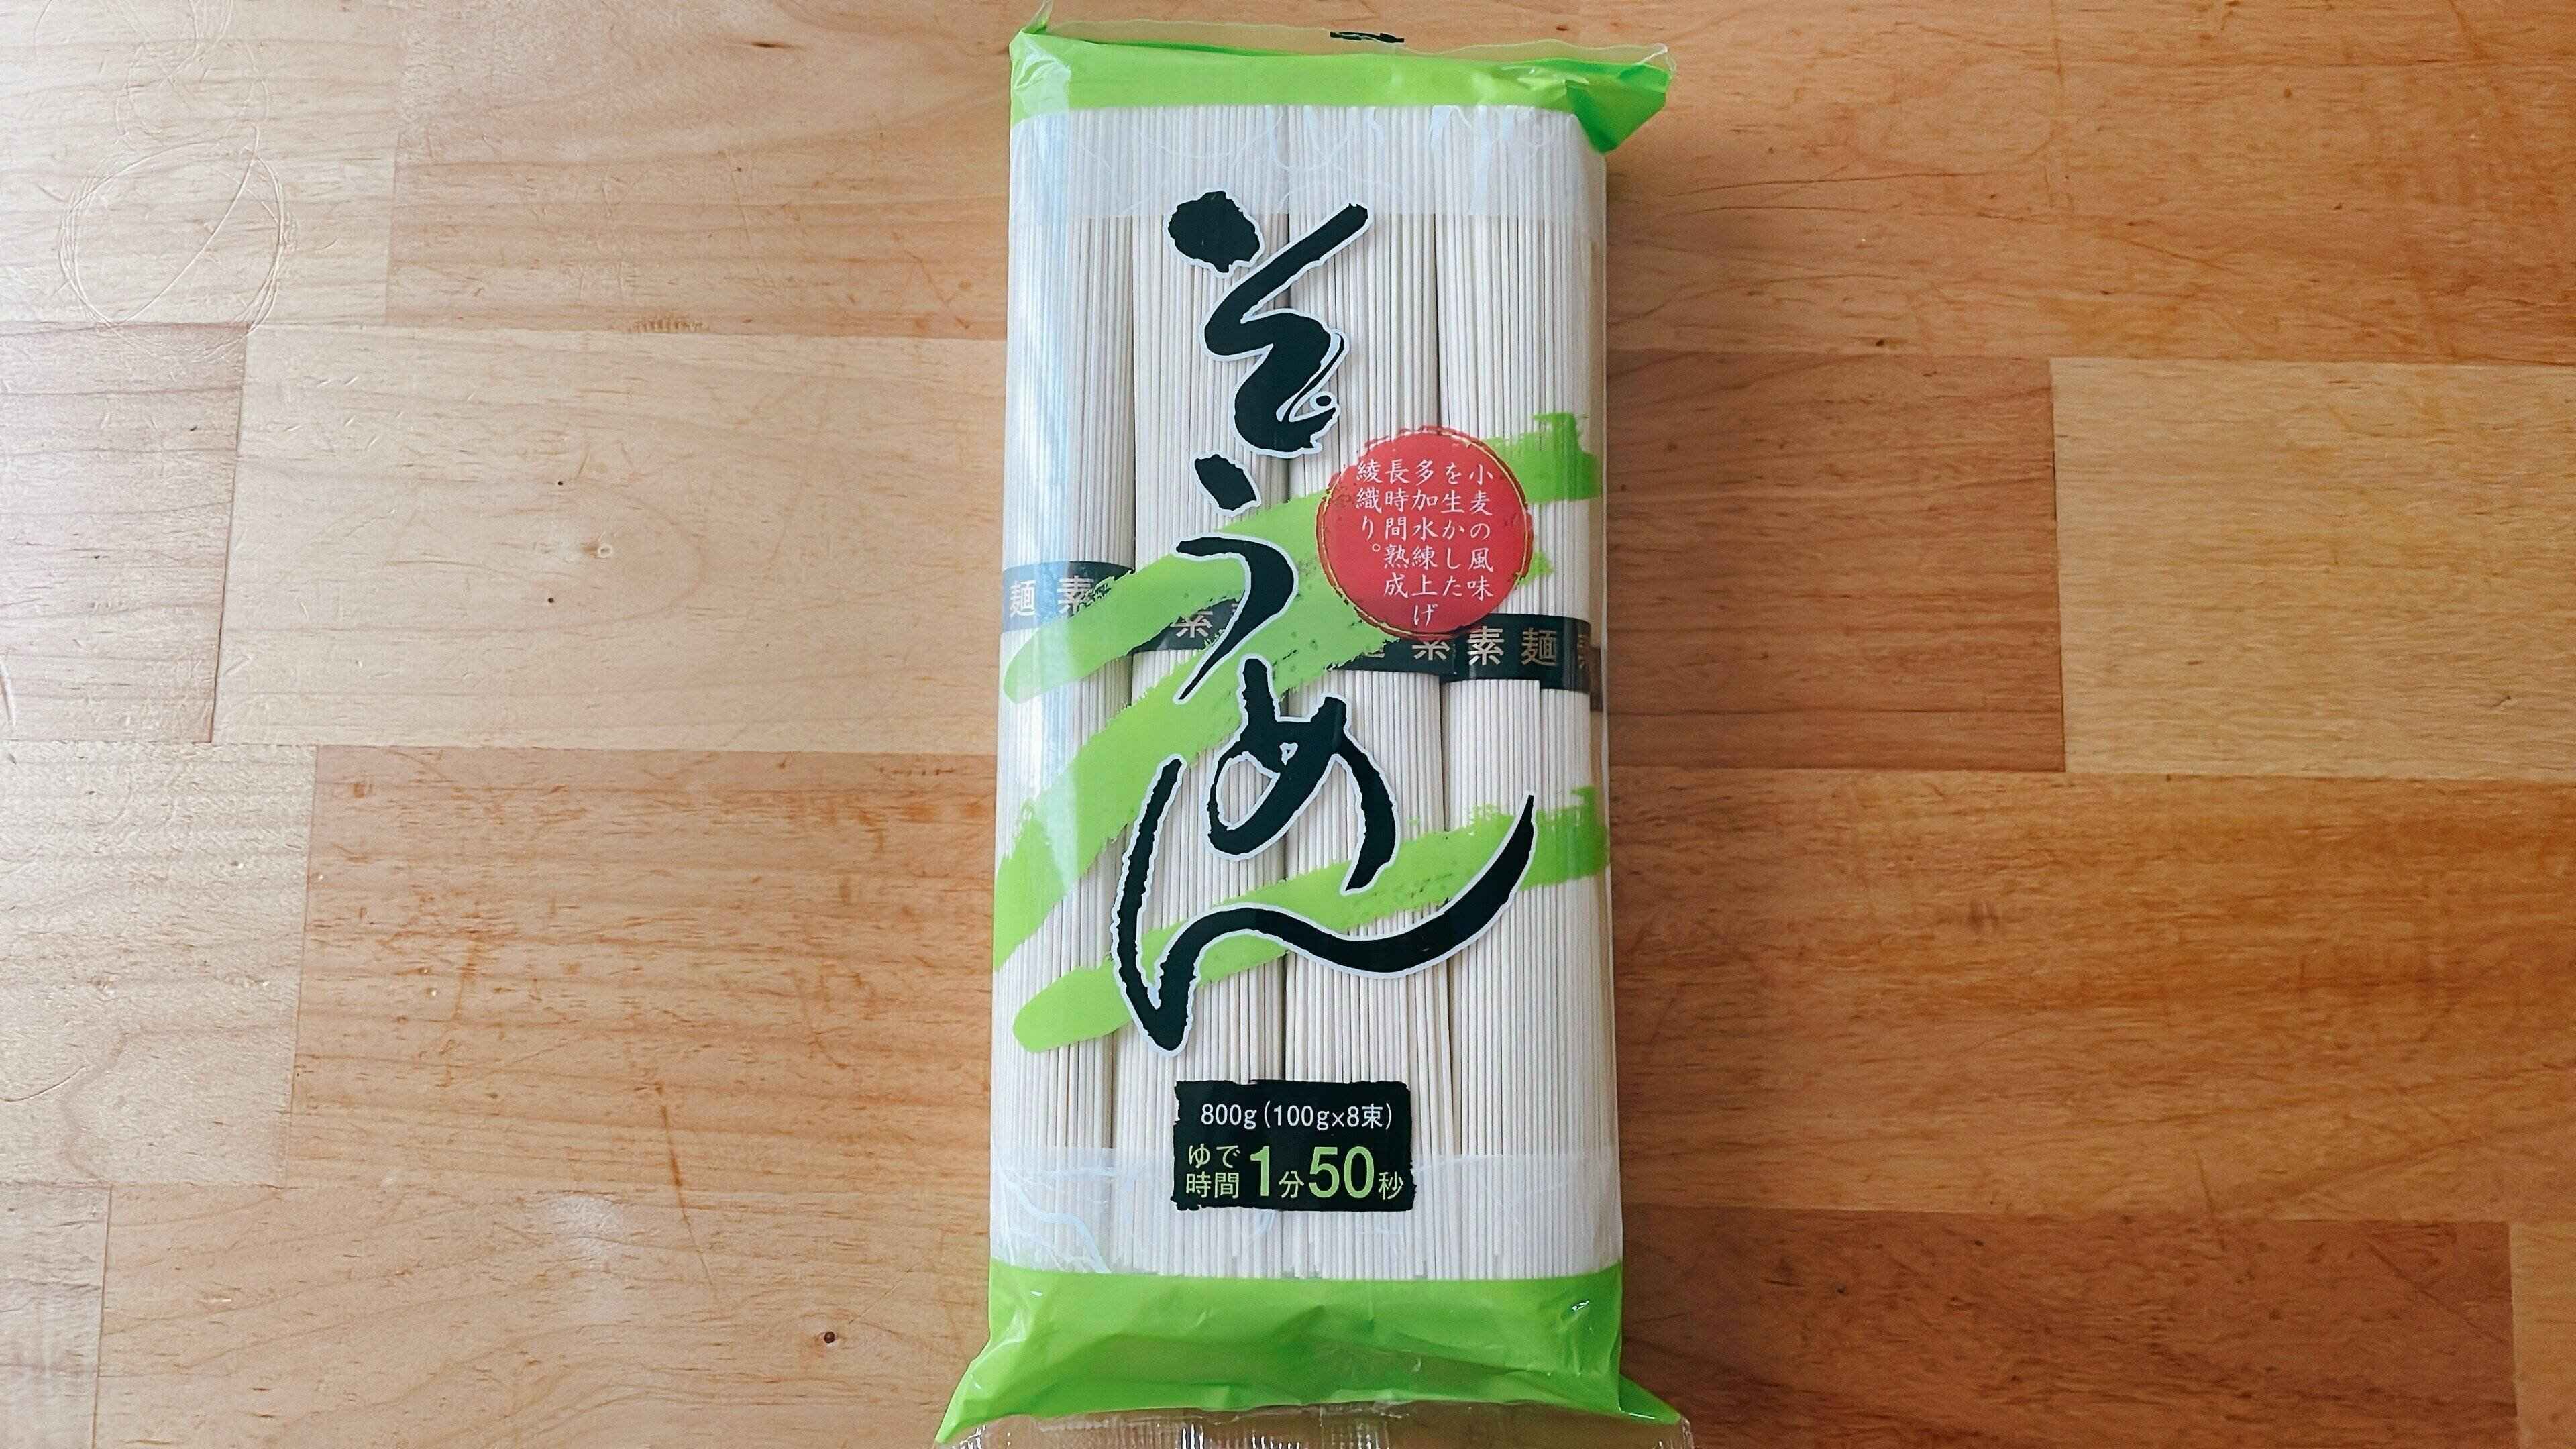 そうめん
小麦の風味
を生かした
多加水練上げ
長時間熟成
綾織り。
麺 素
素
素 素 麺
800g(100g×8束)
ゆで時間 1分50秒